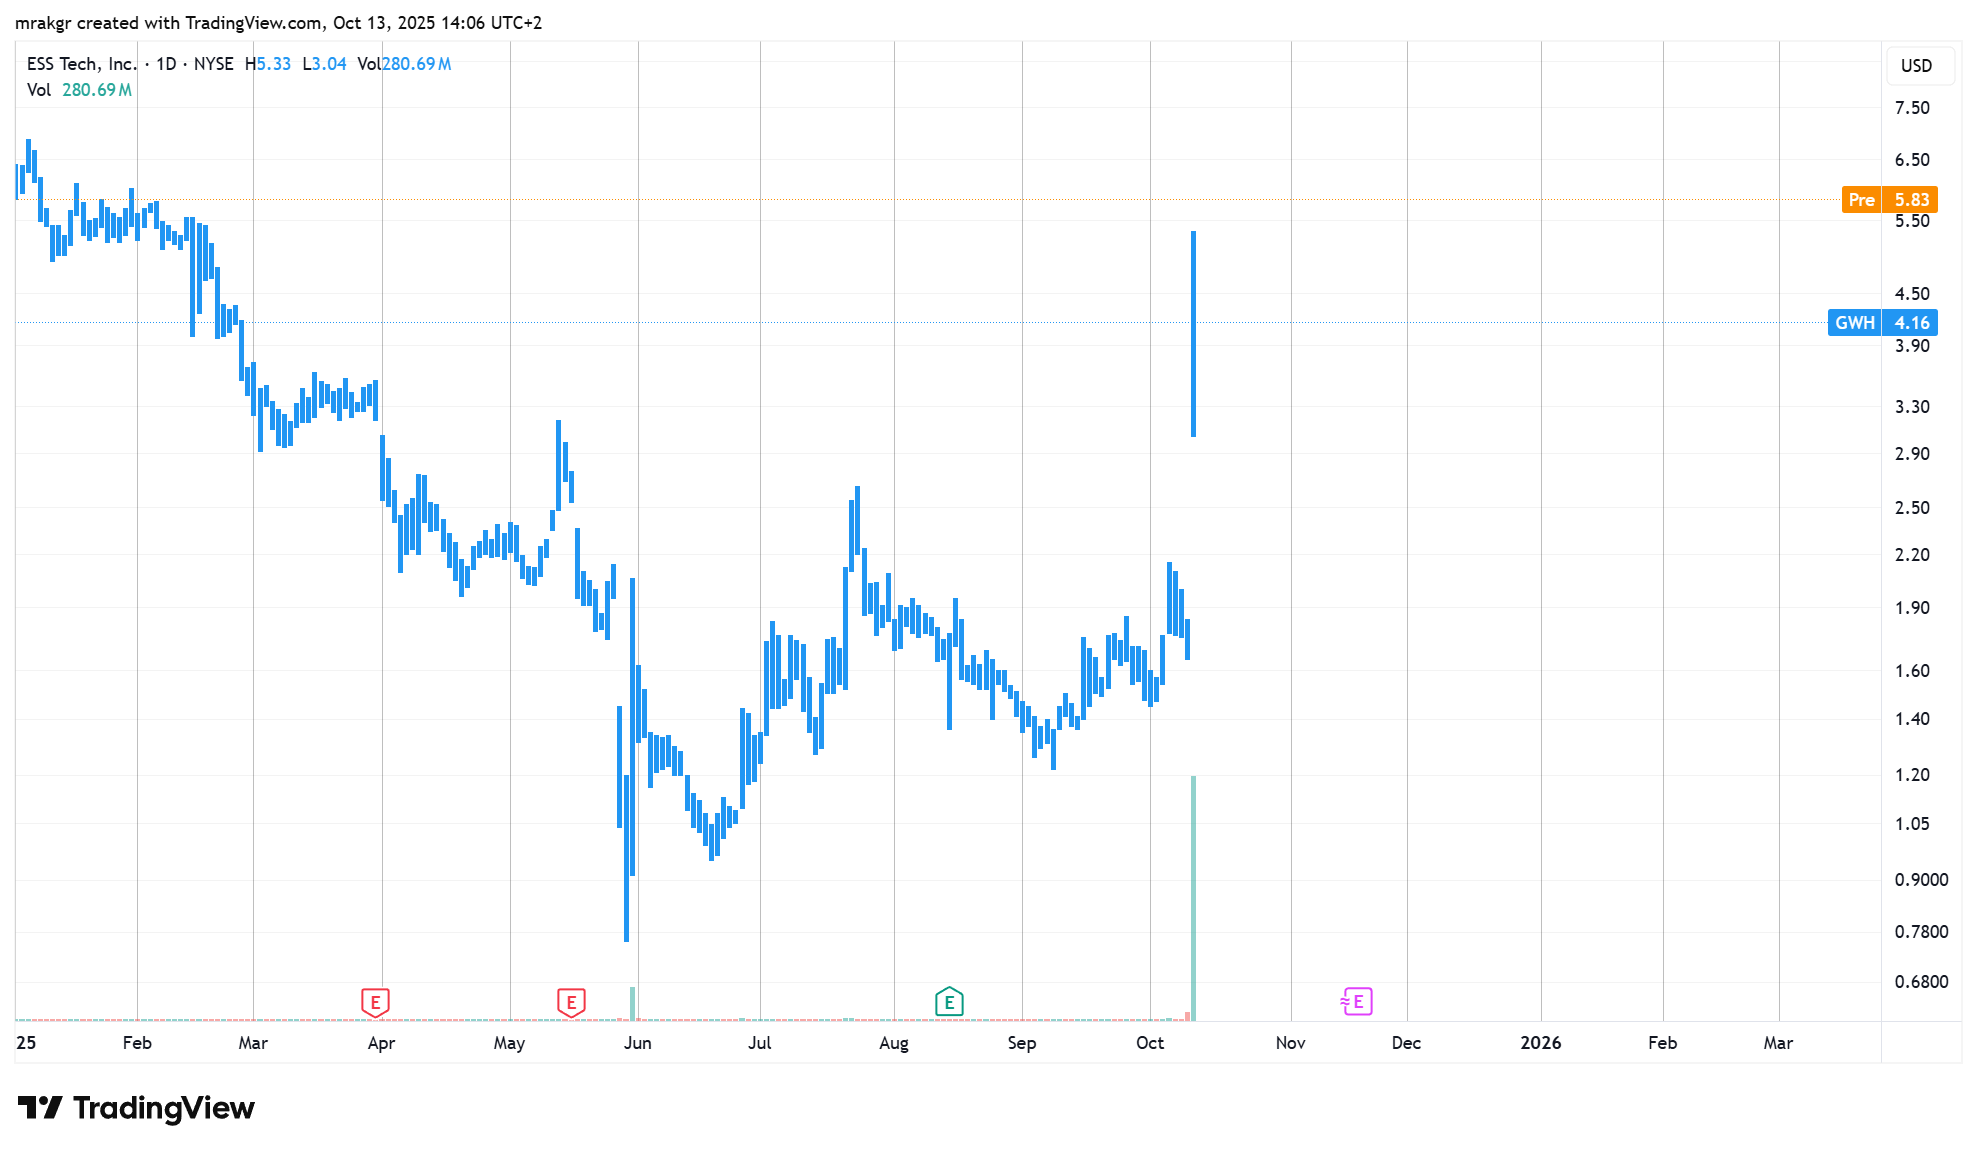 mrakgr created with TradingView.com, Oct 13, 2025 14:06 UTC+2
ESS Tech, Inc. · 1D · NYSE H5.33 L3.04 Vol280.69M
Vol 280.69M
USD
7.50
6.50
Pre 5.83
5.50
4.50
GWH 4.16
3.90
3.30
2.90
2.50
2.20
1.90
1.60
1.40
1.20
1.05
0.9000
0.7800
0.6800
E E E ≈E
25 Feb Mar Apr May Jun Jul Aug Sep Oct Nov Dec 2026 Feb Mar
TradingView